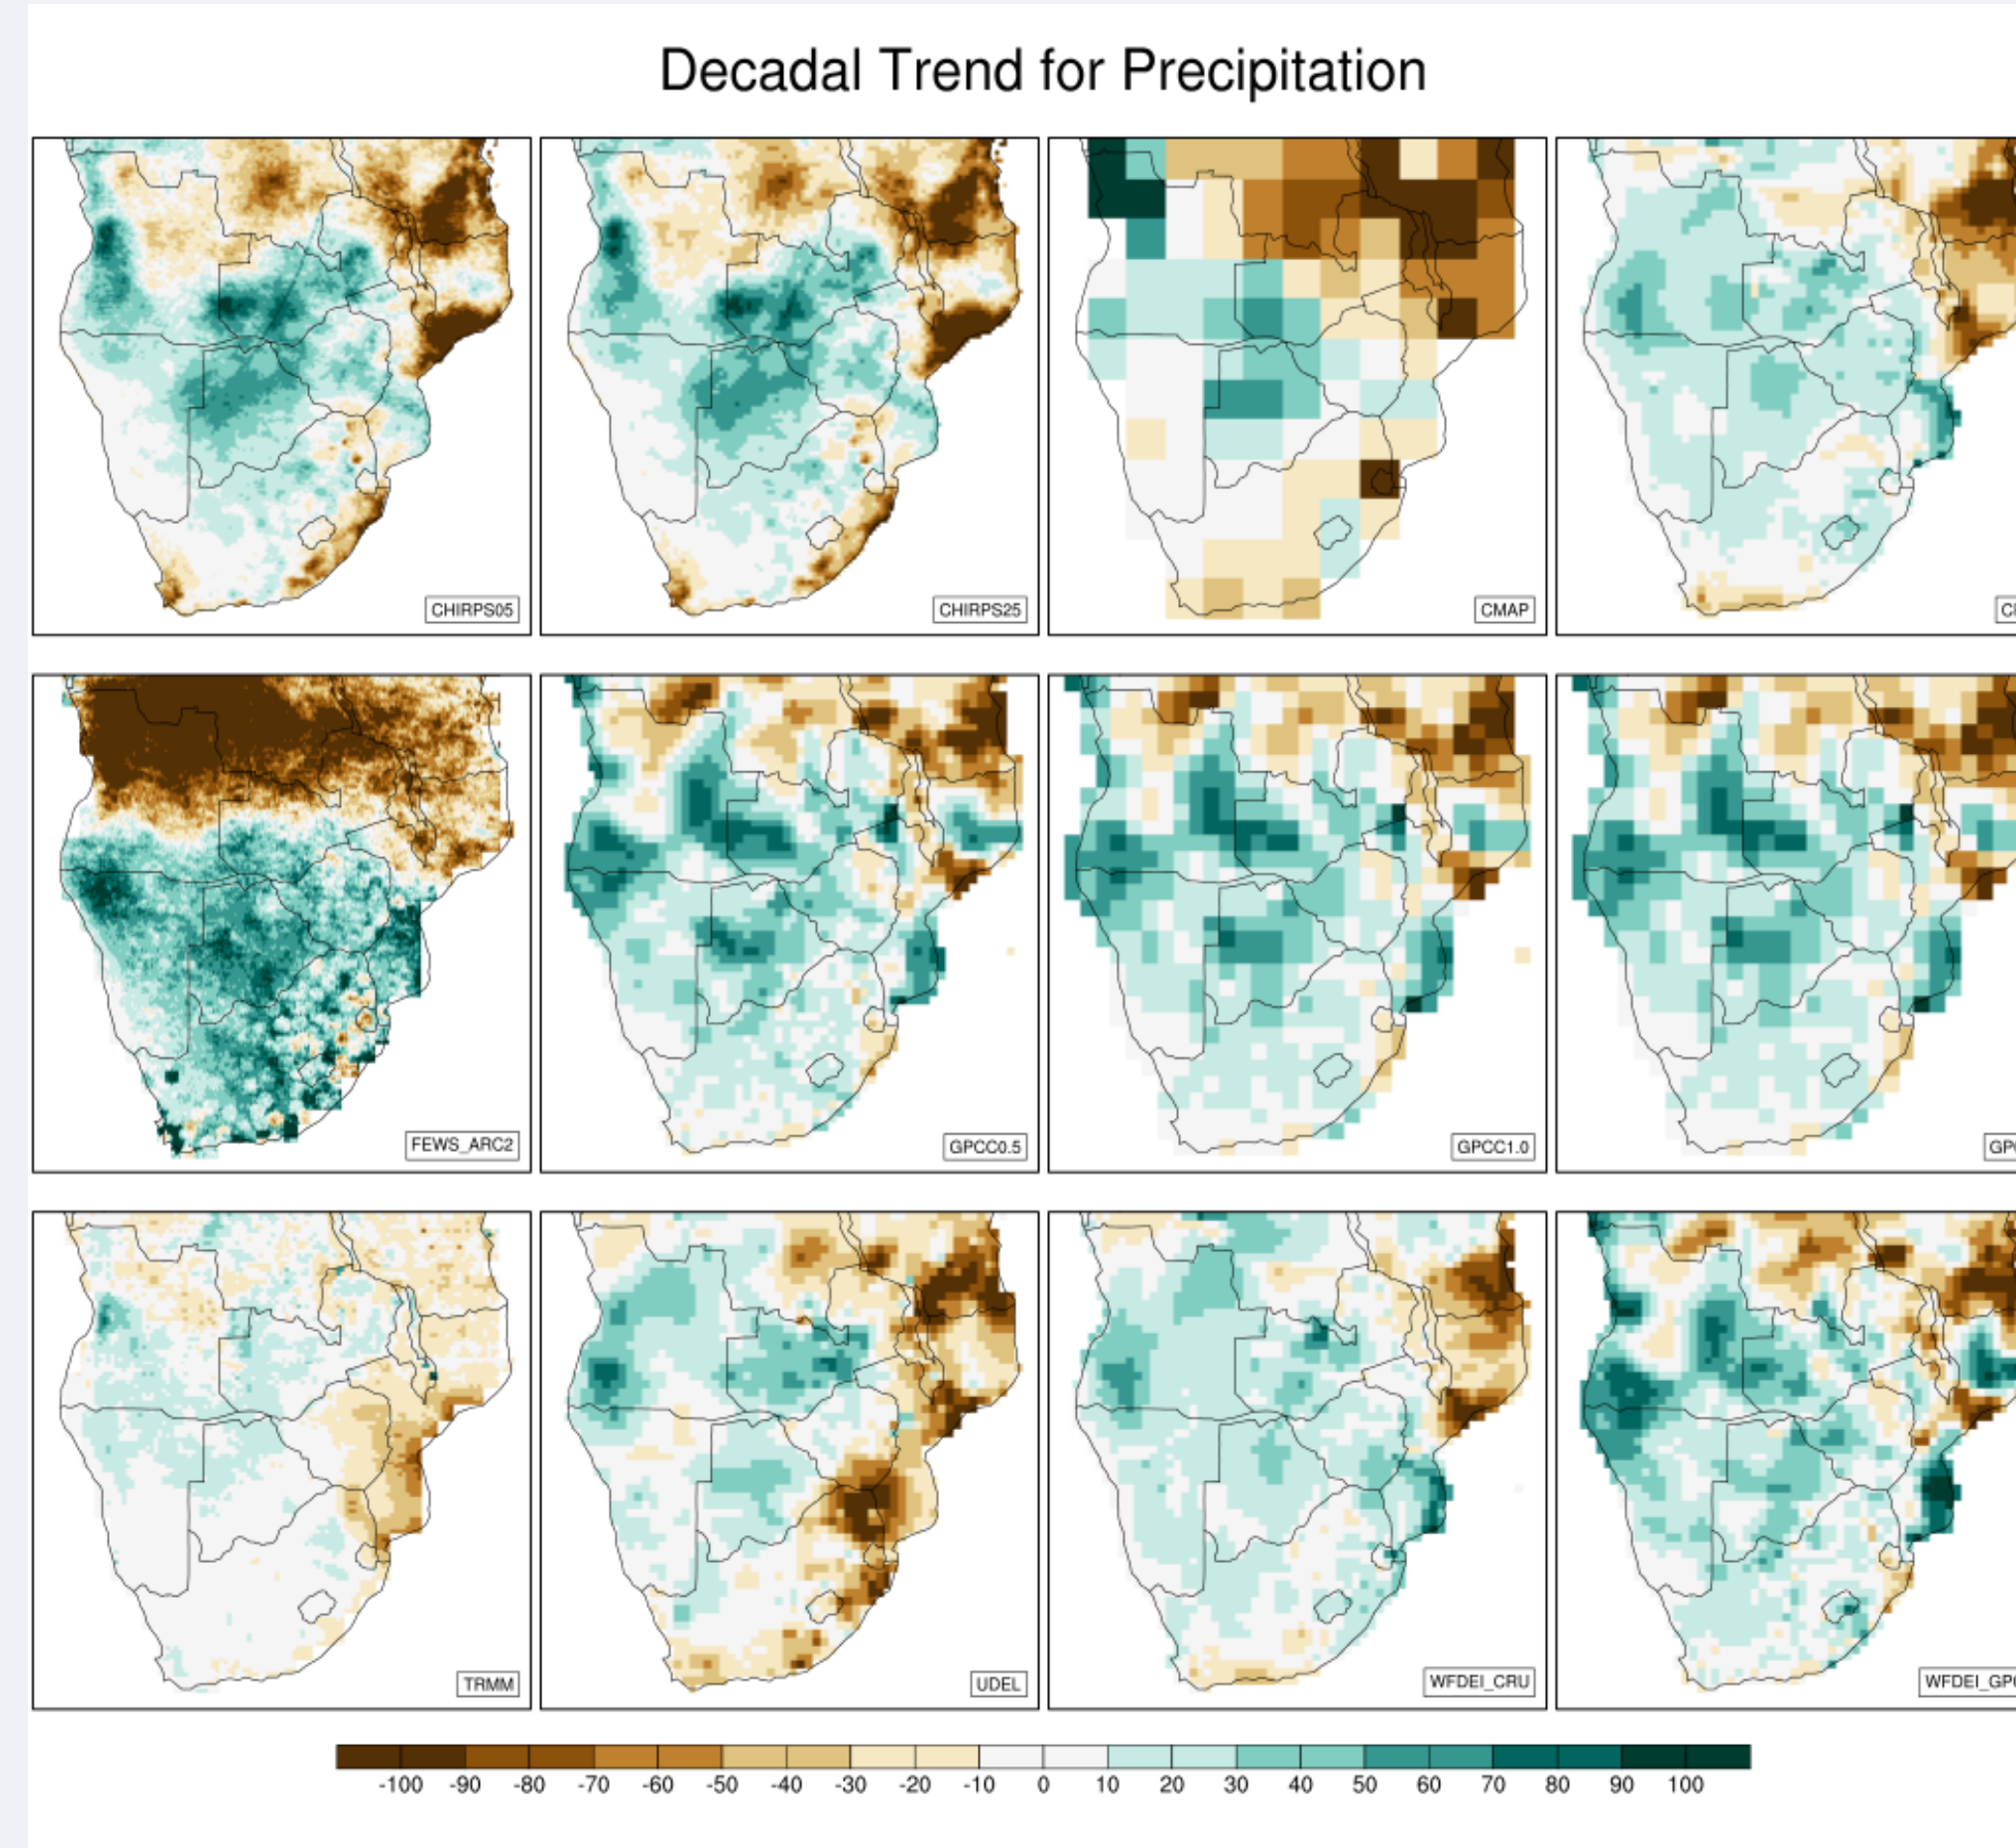 Decadal Trend for Precipitation
CHIRPS05
CHIRPS25
CMAP
FEWS_ARC2
GPCC0.5
GPCC1.0
TRMM
UDEL
WFDEI_CRU
-100 -90 -80 -70 -60 -50 -40 -30 -20 -10 0 10 20 30 40 50 60 70 80 90 100